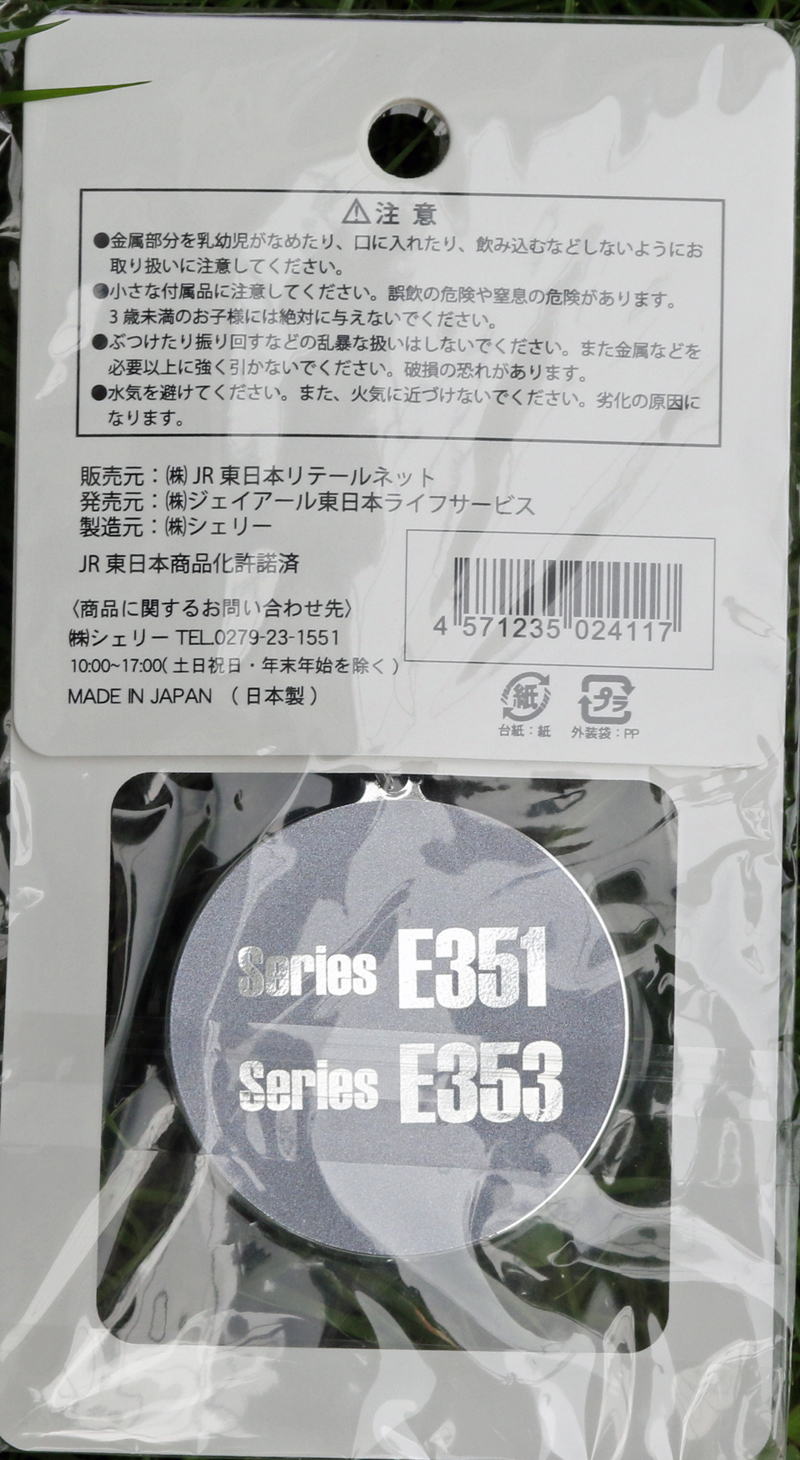 ⚠注意
●金属部分を乳幼児がなめたり、口に入れたり、飲み込むなどしないようにお
取り扱いに注意してください。
●小さな付属品に注意してください。誤飲の危険や窒息の危険があります。
3歳未満のお子様には絶対に与えないでください。
●ぶつけたり振り回すなどの乱暴な扱いはしないでください。また金属などを
必要以上に強く引かないでください。破損の恐れがあります。
●水気を避けてください。また、火気に近づけないでください。劣化の原因に
なります。
販売元：㈱JR東日本リテールネット
発売元：㈱ジェイアール東日本ライフサービス
製造元：㈱シェリー
JR東日本商品化許諾済
〈商品に関するお問い合わせ先〉
㈱シェリー TEL.0279-23-1551
10:00~17:00(土日祝日・年末年始を除く)
MADE IN JAPAN （日本製）
4 571235 024117
紙 プラ
台紙：紙 外装袋：PP
Series E351
Series E353